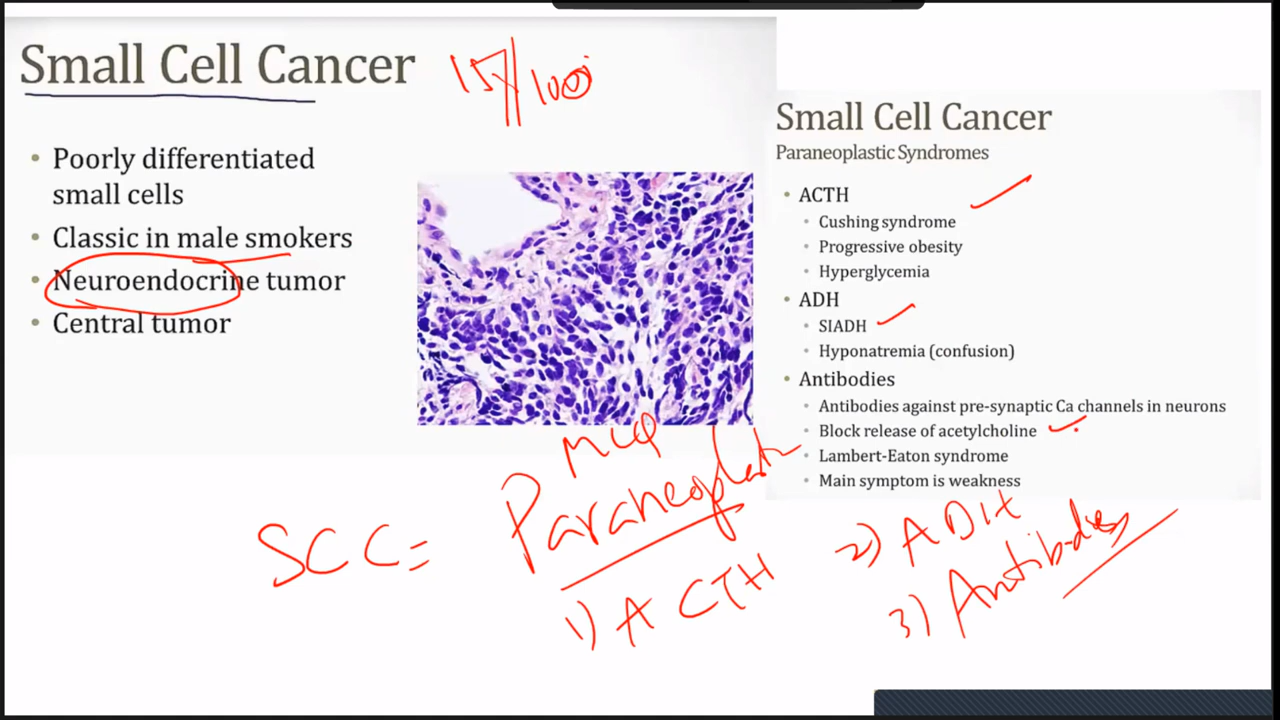 Small Cell Cancer
15/100
• Poorly differentiated
small cells
• Classic in male smokers
• Neuroendocrine tumor
• Central tumor
Small Cell Cancer
Paraneoplastic Syndromes
• ACTH
• Cushing syndrome
• Progressive obesity
• Hyperglycemia
• ADH
• SIADH
• Hyponatremia (confusion)
• Antibodies
• Antibodies against pre-synaptic Ca channels in neurons
• Block release of acetylcholine
• Lambert-Eaton syndrome
• Main symptom is weakness
MCQ
SCC=
1) ACTH
2) ADH
3) Antibodies